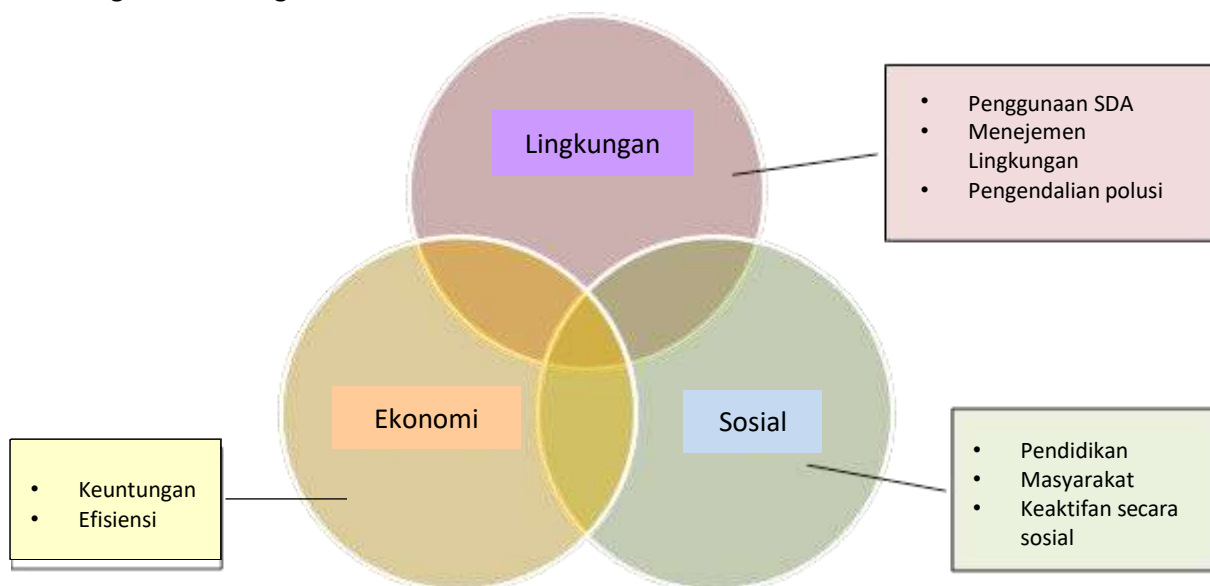 Lingkungan
• Penggunaan SDA
• Menejemen
Lingkungan
• Pengendalian polusi
Ekonomi
Sosial
• Keuntungan
• Efisiensi
• Pendidikan
• Masyarakat
• Keaktifan secara
sosial